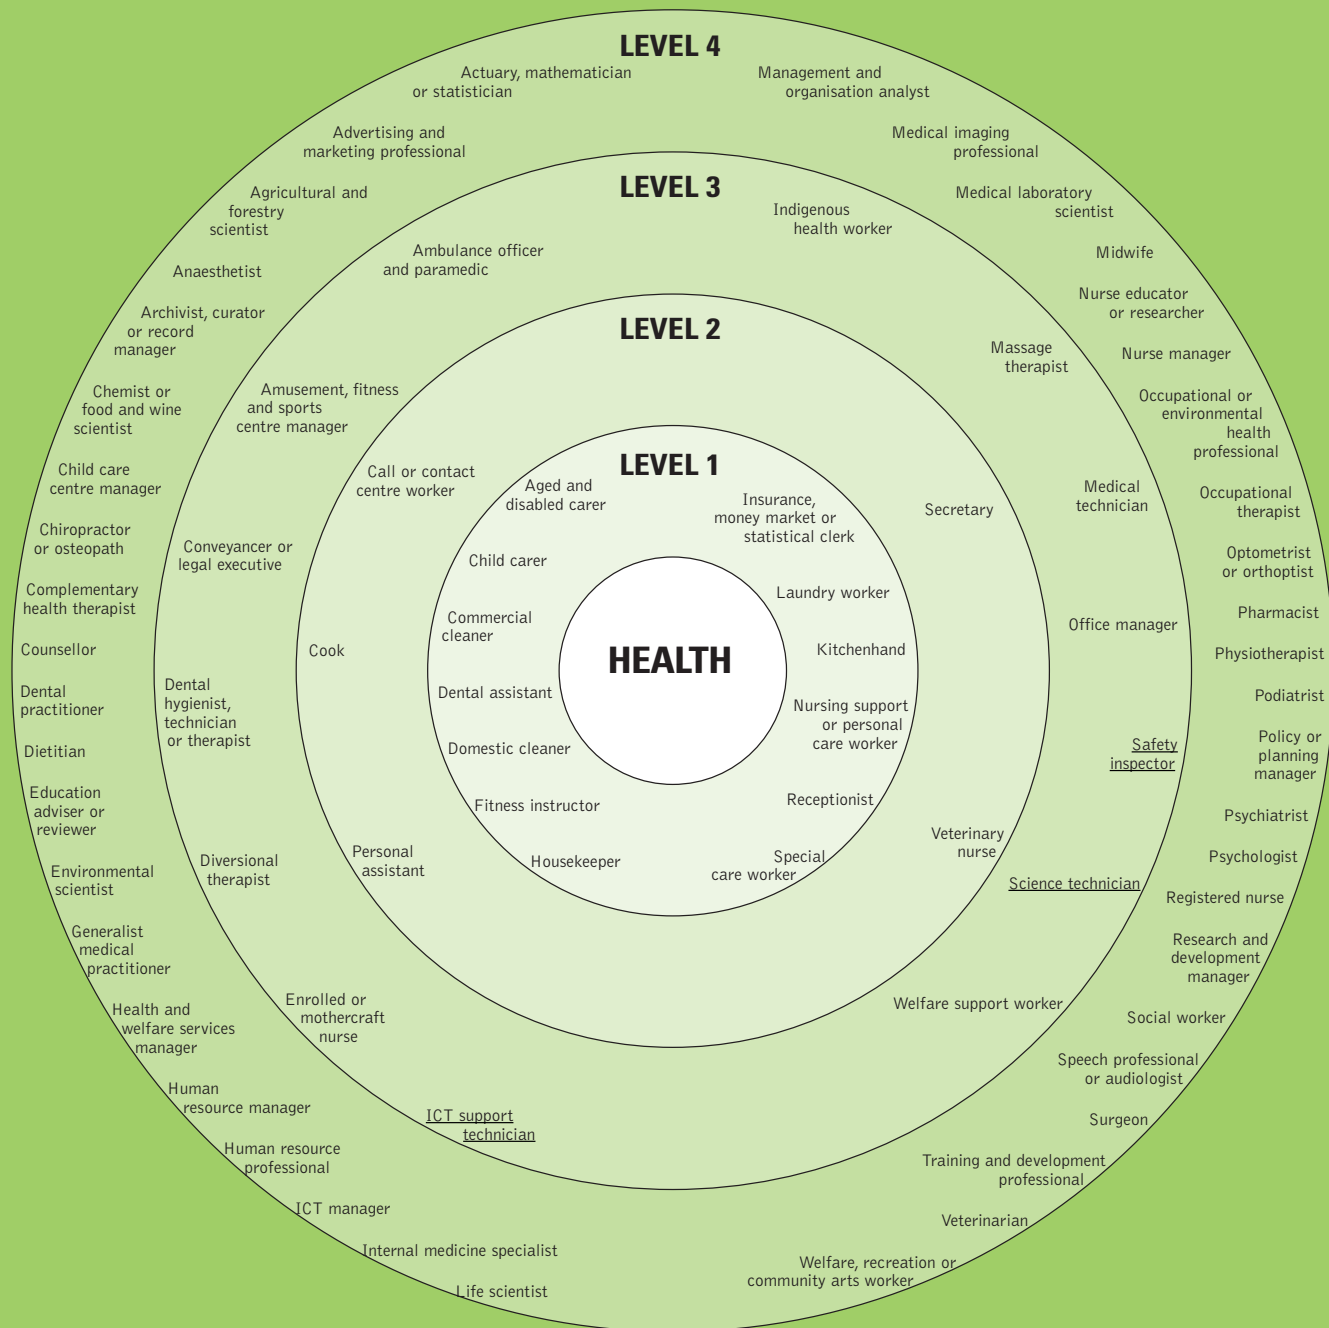 LEVEL 4
Actuary, mathematician
or statistician
Advertising and
marketing professional
Agricultural and
forestry
scientist
Anaesthetist
Archivist, curator
or record
manager
Chemist or
food and wine
scientist
Child care
centre manager
Chiropractor
or osteopath
Complementary
health therapist
Counsellor
Dental
practitioner
Dietitian
Education
adviser or
reviewer
Environmental
scientist
Generalist
medical
practitioner
Health and
welfare services
manager
Human
resource manager
Human resource
professional
ICT manager
Internal medicine specialist
Life scientist
Management and
organisation analyst
Medical imaging
professional
Medical laboratory
scientist
Midwife
Nurse educator
or researcher
Nurse manager
Occupational or
environmental
health
professional
Occupational
therapist
Optometrist
or orthoptist
Pharmacist
Physiotherapist
Podiatrist
Policy or
planning
manager
Psychiatrist
Psychologist
Registered nurse
Research and
development
manager
Social worker
Speech professional
or audiologist
Surgeon
Training and development
professional
Veterinarian
Welfare, recreation or
community arts worker
LEVEL 3
Ambulance officer
and paramedic
Amusement, fitness
and sports
centre manager
Conveyancer or
legal executive
Dental
hygienist,
technician
or therapist
Diversional
therapist
Enrolled or
mothercraft
nurse
ICT support
technician
Indigenous
health worker
Massage
therapist
Medical
technician
Office manager
Safety
inspector
Science technician
Welfare support worker
LEVEL 2
Call or contact
centre worker
Cook
Personal
assistant
Secretary
Veterinary
nurse
LEVEL 1
Aged and
disabled carer
Child carer
Commercial
cleaner
Dental assistant
Domestic cleaner
Fitness instructor
Housekeeper
Insurance,
money market or
statistical clerk
Laundry worker
Kitchenhand
Nursing support
or personal
care worker
Receptionist
Special
care worker
HEALTH